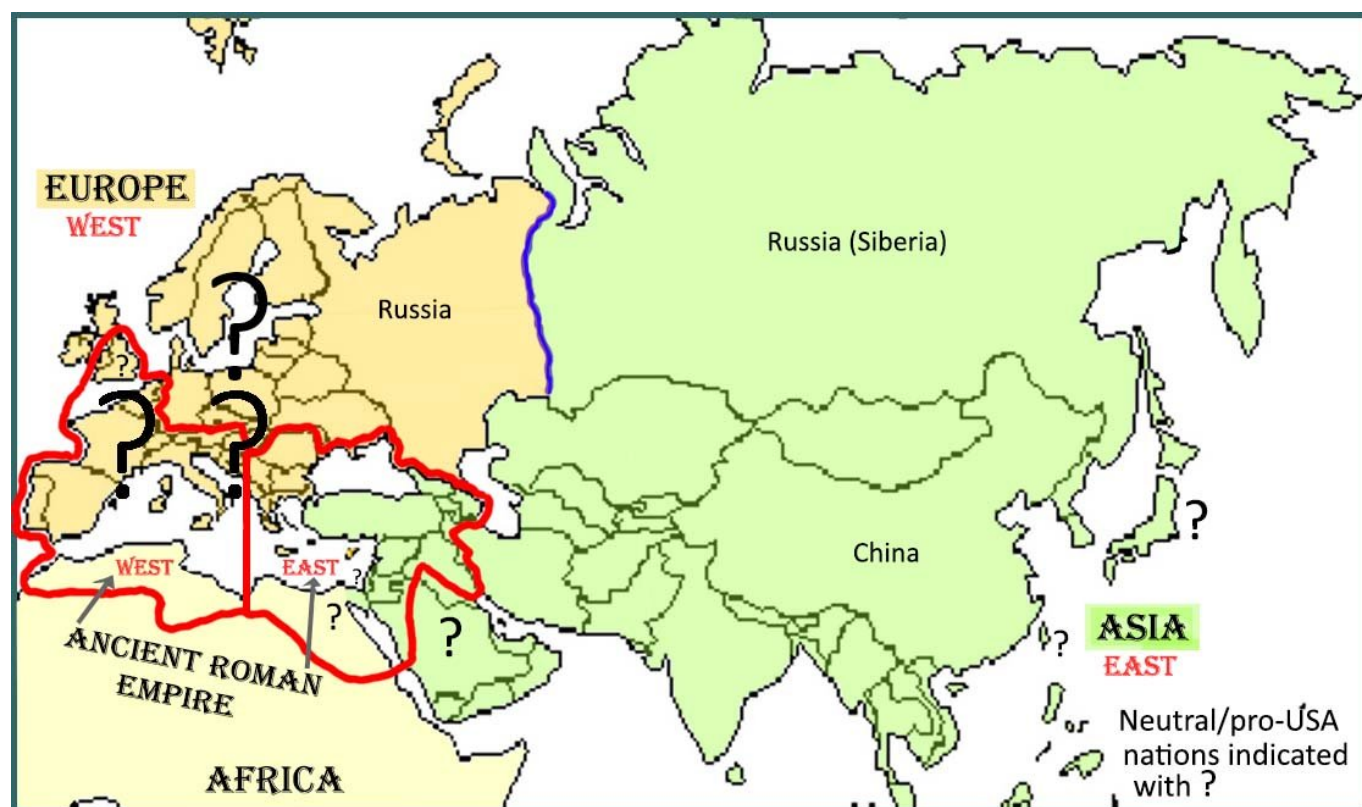 EUROPE
WEST
Russia (Siberia)
Russia
?
?
?
?
?
China
WEST
EAST
?
?
?
ANCIENT ROMAN
EMPIRE
ASIA
EAST
?
Neutral/pro-USA
nations indicated
with ?
AFRICA